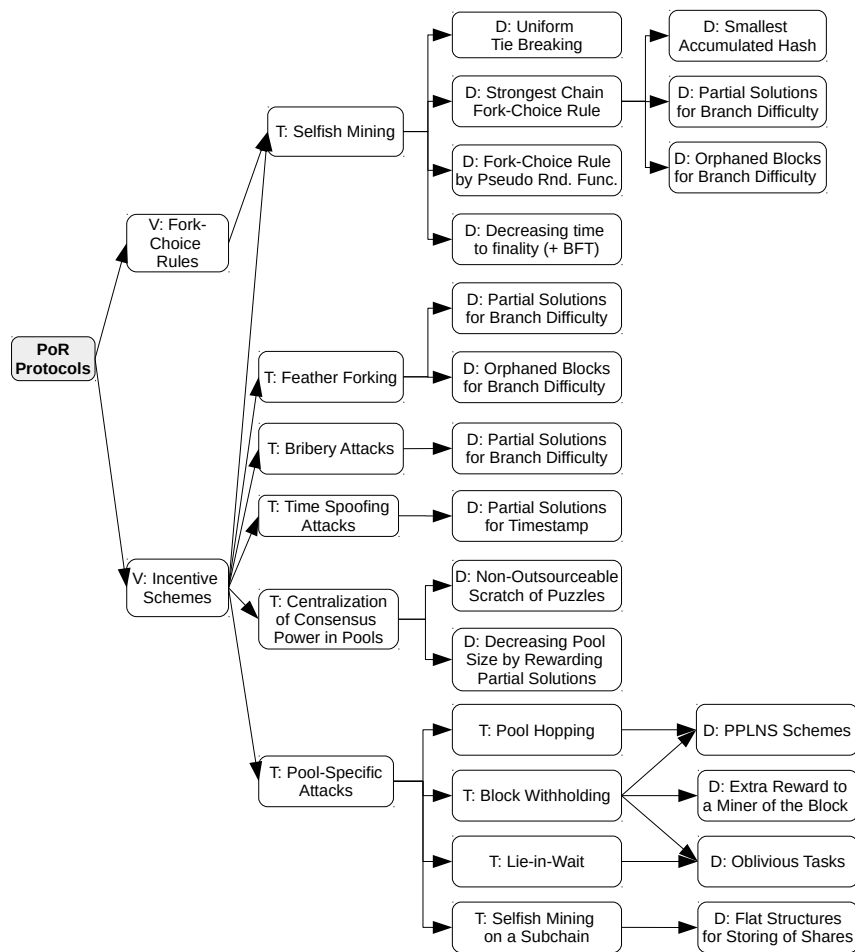 PoR
Protocols
V: Fork-
Choice
Rules
V: Incentive
Schemes
T: Selfish Mining
T: Feather Forking
T: Bribery Attacks
T: Time Spoofing
Attacks
T: Centralization
of Consensus
Power in Pools
T: Pool-Specific
Attacks
D: Uniform
Tie Breaking
D: Strongest Chain
Fork-Choice Rule
D: Fork-Choice Rule
by Pseudo Rnd. Func.
D: Decreasing time
to finality (+ BFT)
D: Partial Solutions
for Branch Difficulty
D: Orphaned Blocks
for Branch Difficulty
D: Partial Solutions
for Branch Difficulty
D: Partial Solutions
for Timestamp
D: Non-Outsourceable
Scratch of Puzzles
D: Decreasing Pool
Size by Rewarding
Partial Solutions
T: Pool Hopping
T: Block Withholding
T: Lie-in-Wait
T: Selfish Mining
on a Subchain
D: Smallest
Accumulated Hash
D: Partial Solutions
for Branch Difficulty
D: Orphaned Blocks
for Branch Difficulty
D: PPLNS Schemes
D: Extra Reward to
a Miner of the Block
D: Oblivious Tasks
D: Flat Structures
for Storing of Shares